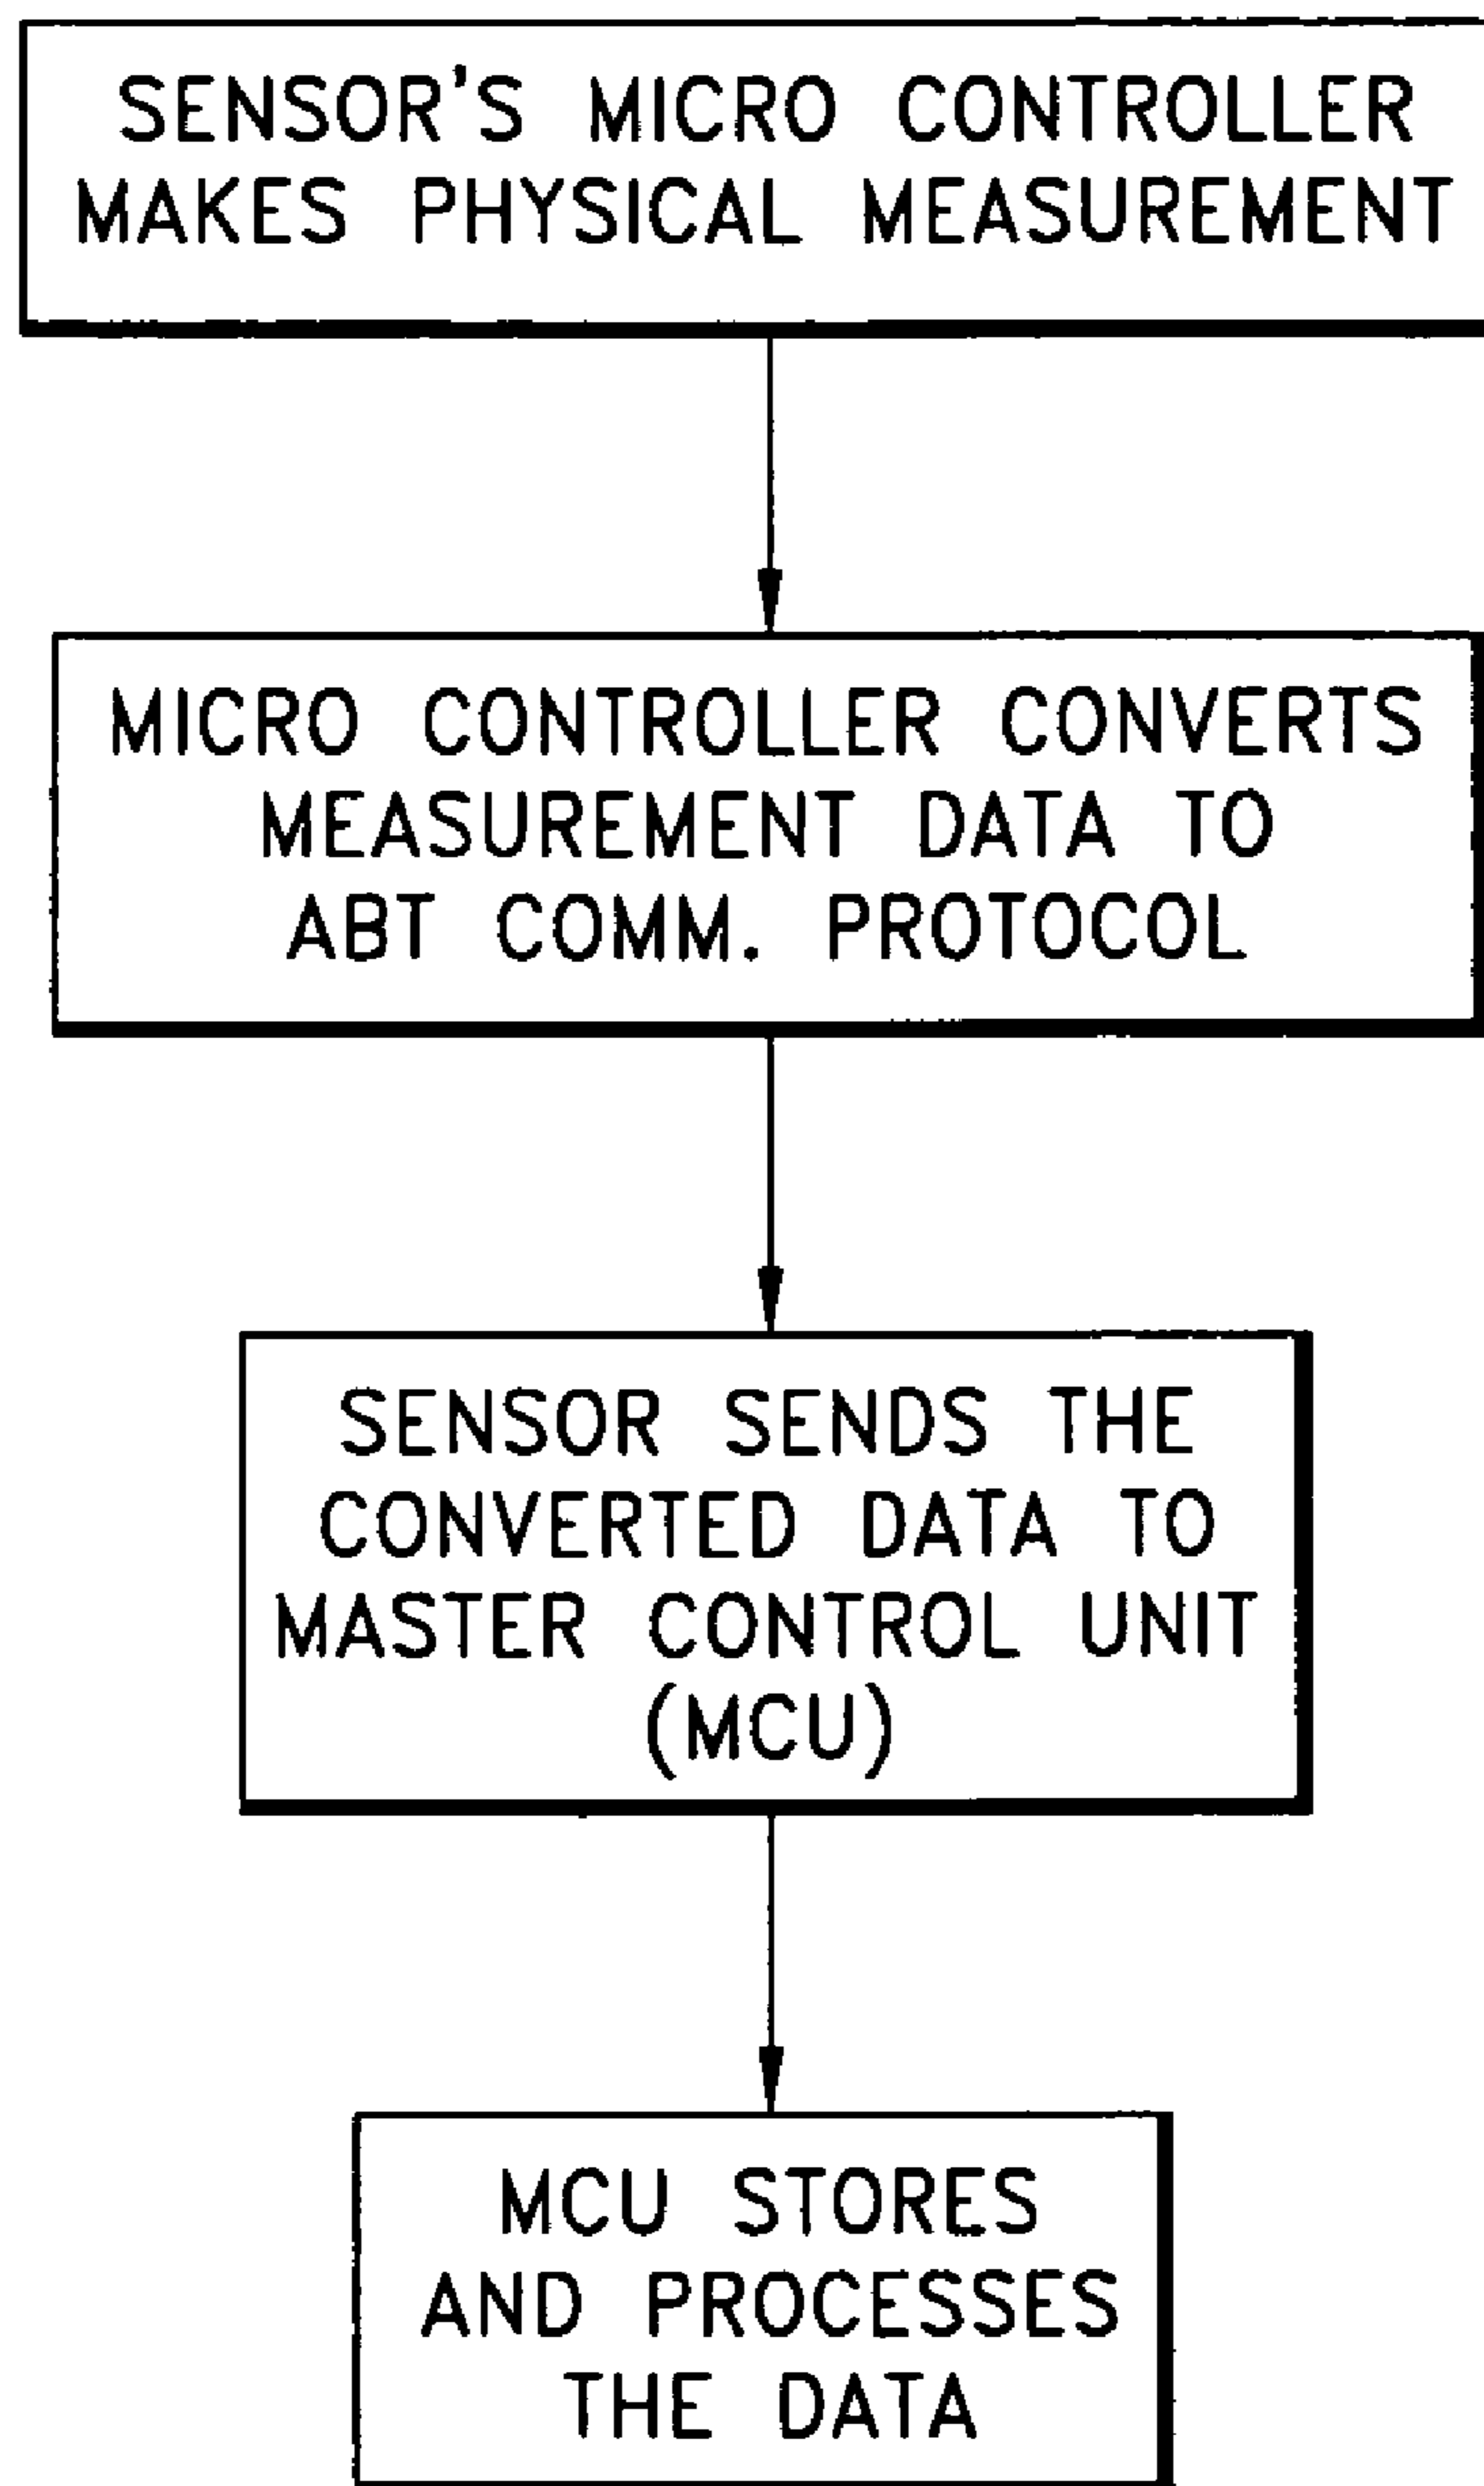 SENSOR'S MICRO CONTROLLER
MAKES PHYSICAL MEASUREMENT
MICRO CONTROLLER CONVERTS
MEASUREMENT DATA TO
ABT COMM. PROTOCOL
SENSOR SENDS THE
CONVERTED DATA TO
MASTER CONTROL UNIT
(MCU)
MCU STORES
AND PROCESSES
THE DATA